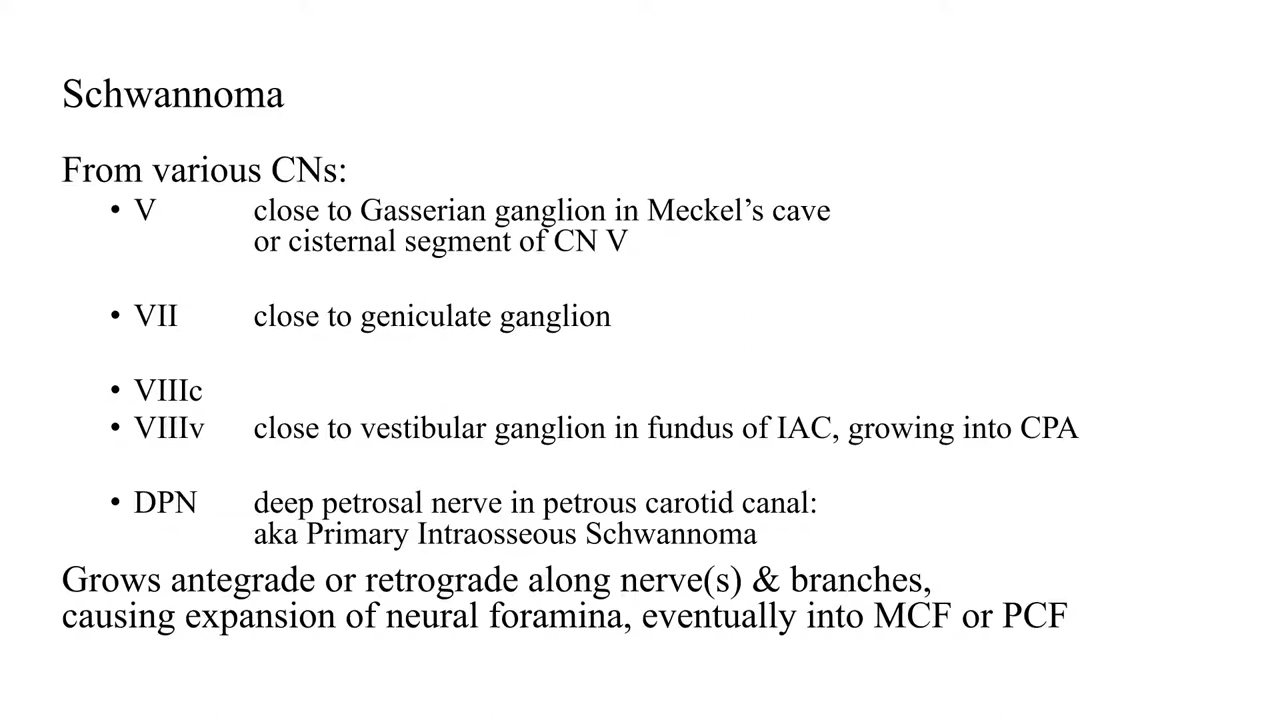 Schwannoma
From various CNs:
• V close to Gasserian ganglion in Meckel’s cave
or cisternal segment of CN V
• VII close to geniculate ganglion
• VIIIc
• VIIIv close to vestibular ganglion in fundus of IAC, growing into CPA
• DPN deep petrosal nerve in petrous carotid canal:
aka Primary Intraosseous Schwannoma
Grows antegrade or retrograde along nerve(s) & branches,
causing expansion of neural foramina, eventually into MCF or PCF